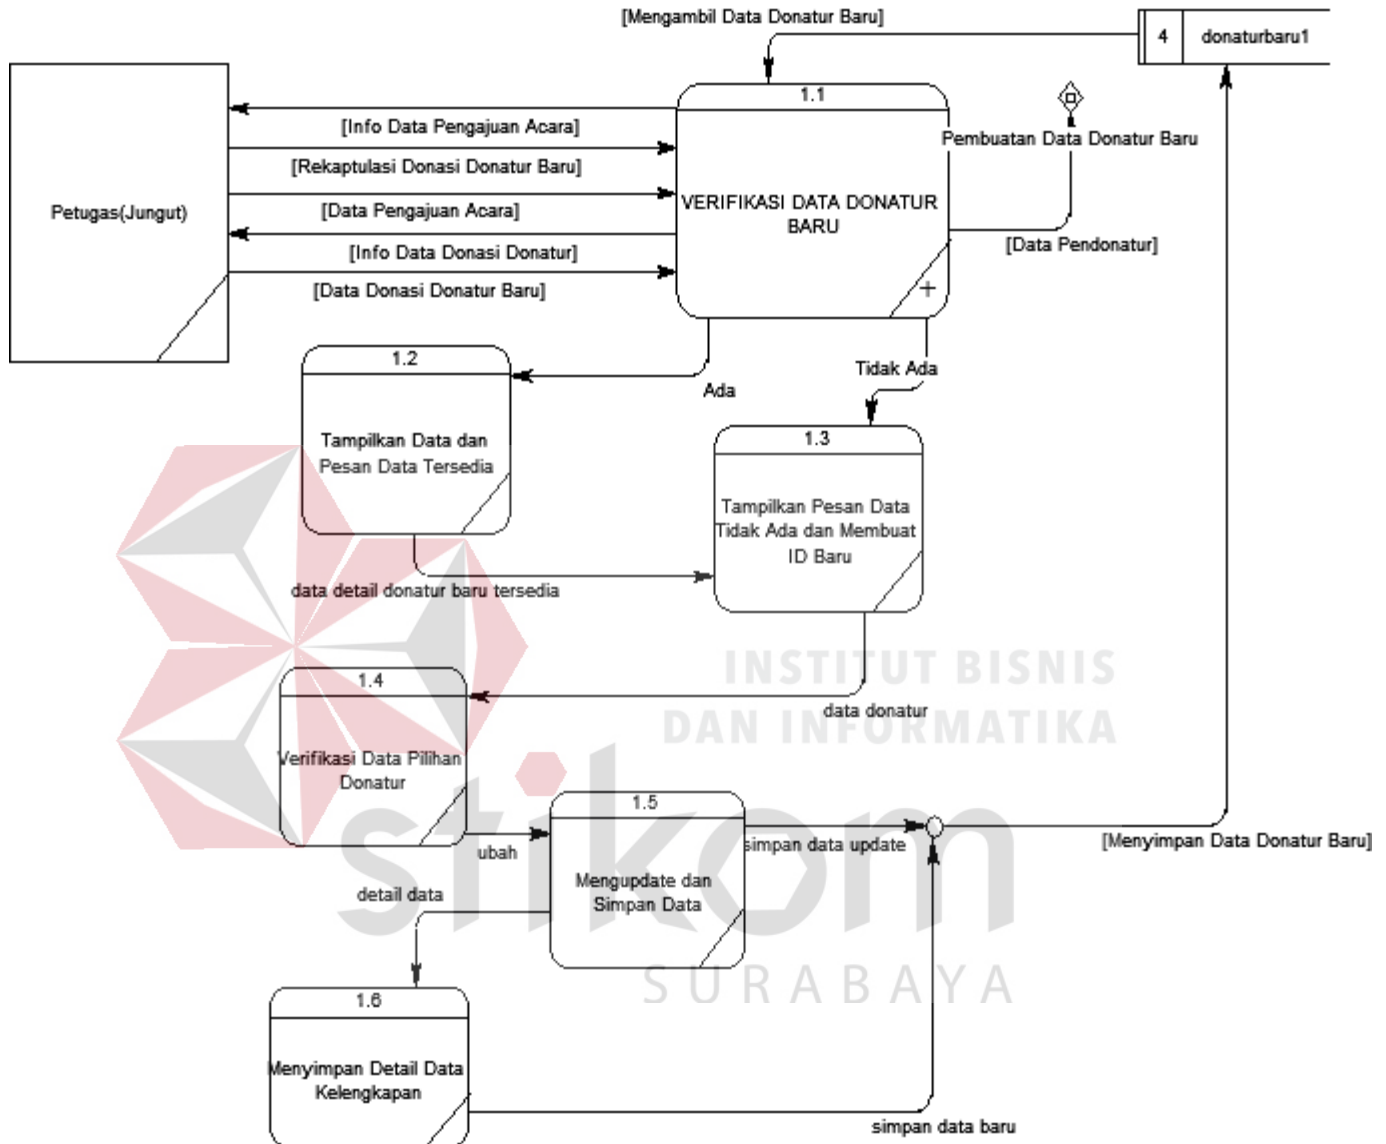 [Mengambil Data Donatur Baru]
4
donaturbaru1
1.1
[Info Data Pengajuan Acara]
Pembuatan Data Donatur Baru
[Rekaptulasi Donasi Donatur Baru]
Petugas(Jungut)
[Data Pengajuan Acara]
VERIFIKASI DATA DONATUR
BARU
[Info Data Donasi Donatur]
[Data Pendonatur]
[Data Donasi Donatur Baru]
+
1.2
Ada
Tidak Ada
Tampilkan Data dan
Pesan Data Tersedia
1.3
Tampilkan Pesan Data
Tidak Ada dan Membuat
ID Baru
data detail donatur baru tersedia
INSTITUT BISNIS
DAN INFORMATIKA
1.4
data donatur
Verifikasi Data Pilihan
Donatur
stikom
SURABAYA
1.5
ubah
simpan data update
[Menyimpan Data Donatur Baru]
Mengupdate dan
Simpan Data
detail data
1.6
Menyimpan Detail Data
Kelengkapan
simpan data baru